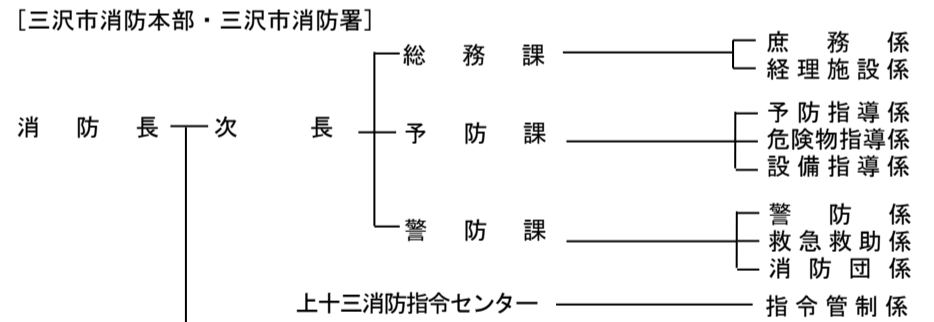 [三沢市消防本部・三沢市消防署]
消防長
次長
総務課
庶務係
経理施設係
予防課
予防指導係
危険物指導係
設備指導係
警防課
警防係
救急救助係
消防団係
上十三消防指令センター
指令管制係